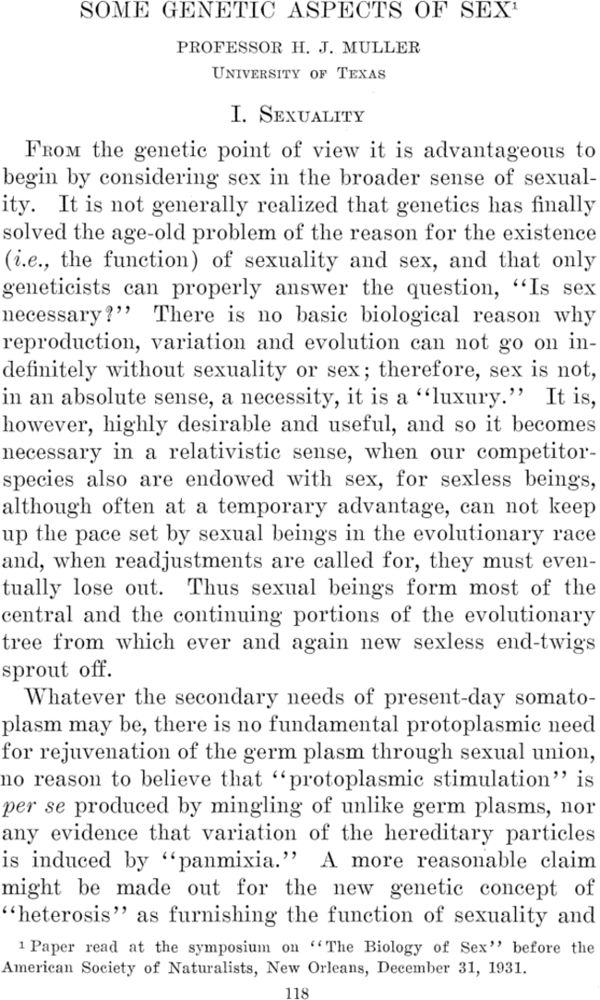 SOME GENETIC ASPECTS OF SEX¹
PROFESSOR H. J. MULLER
UNIVERSITY OF TEXAS
I. SEXUALITY
FROM the genetic point of view it is advantageous to
begin by considering sex in the broader sense of sexual-
ity. It is not generally realized that genetics has finally
solved the age-old problem of the reason for the existence
(i.e., the function) of sexuality and sex, and that only
geneticists can properly answer the question, ‘‘Is sex
necessary?’’ There is no basic biological reason why
reproduction, variation and evolution can not go on in-
definitely without sexuality or sex; therefore, sex is not,
in an absolute sense, a necessity, it is a ‘‘luxury.’’ It is,
however, highly desirable and useful, and so it becomes
necessary in a relativistic sense, when our competitor-
species also are endowed with sex, for sexless beings,
although often at a temporary advantage, can not keep
up the pace set by sexual beings in the evolutionary race
and, when readjustments are called for, they must even-
tually lose out. Thus sexual beings form most of the
central and the continuing portions of the evolutionary
tree from which ever and again new sexless end-twigs
sprout off.
Whatever the secondary needs of present-day somato-
plasm may be, there is no fundamental protoplasmic need
for rejuvenation of the germ plasm through sexual union,
no reason to believe that ‘‘protoplasmic stimulation’’ is
per se produced by mingling of unlike germ plasms, nor
any evidence that variation of the hereditary particles
is induced by ‘‘panmixia.’’ A more reasonable claim
might be made out for the new genetic concept of
‘‘heterosis’’ as furnishing the function of sexuality and
¹ Paper read at the symposium on ‘‘The Biology of Sex’’ before the
American Society of Naturalists, New Orleans, December 31, 1931.
118